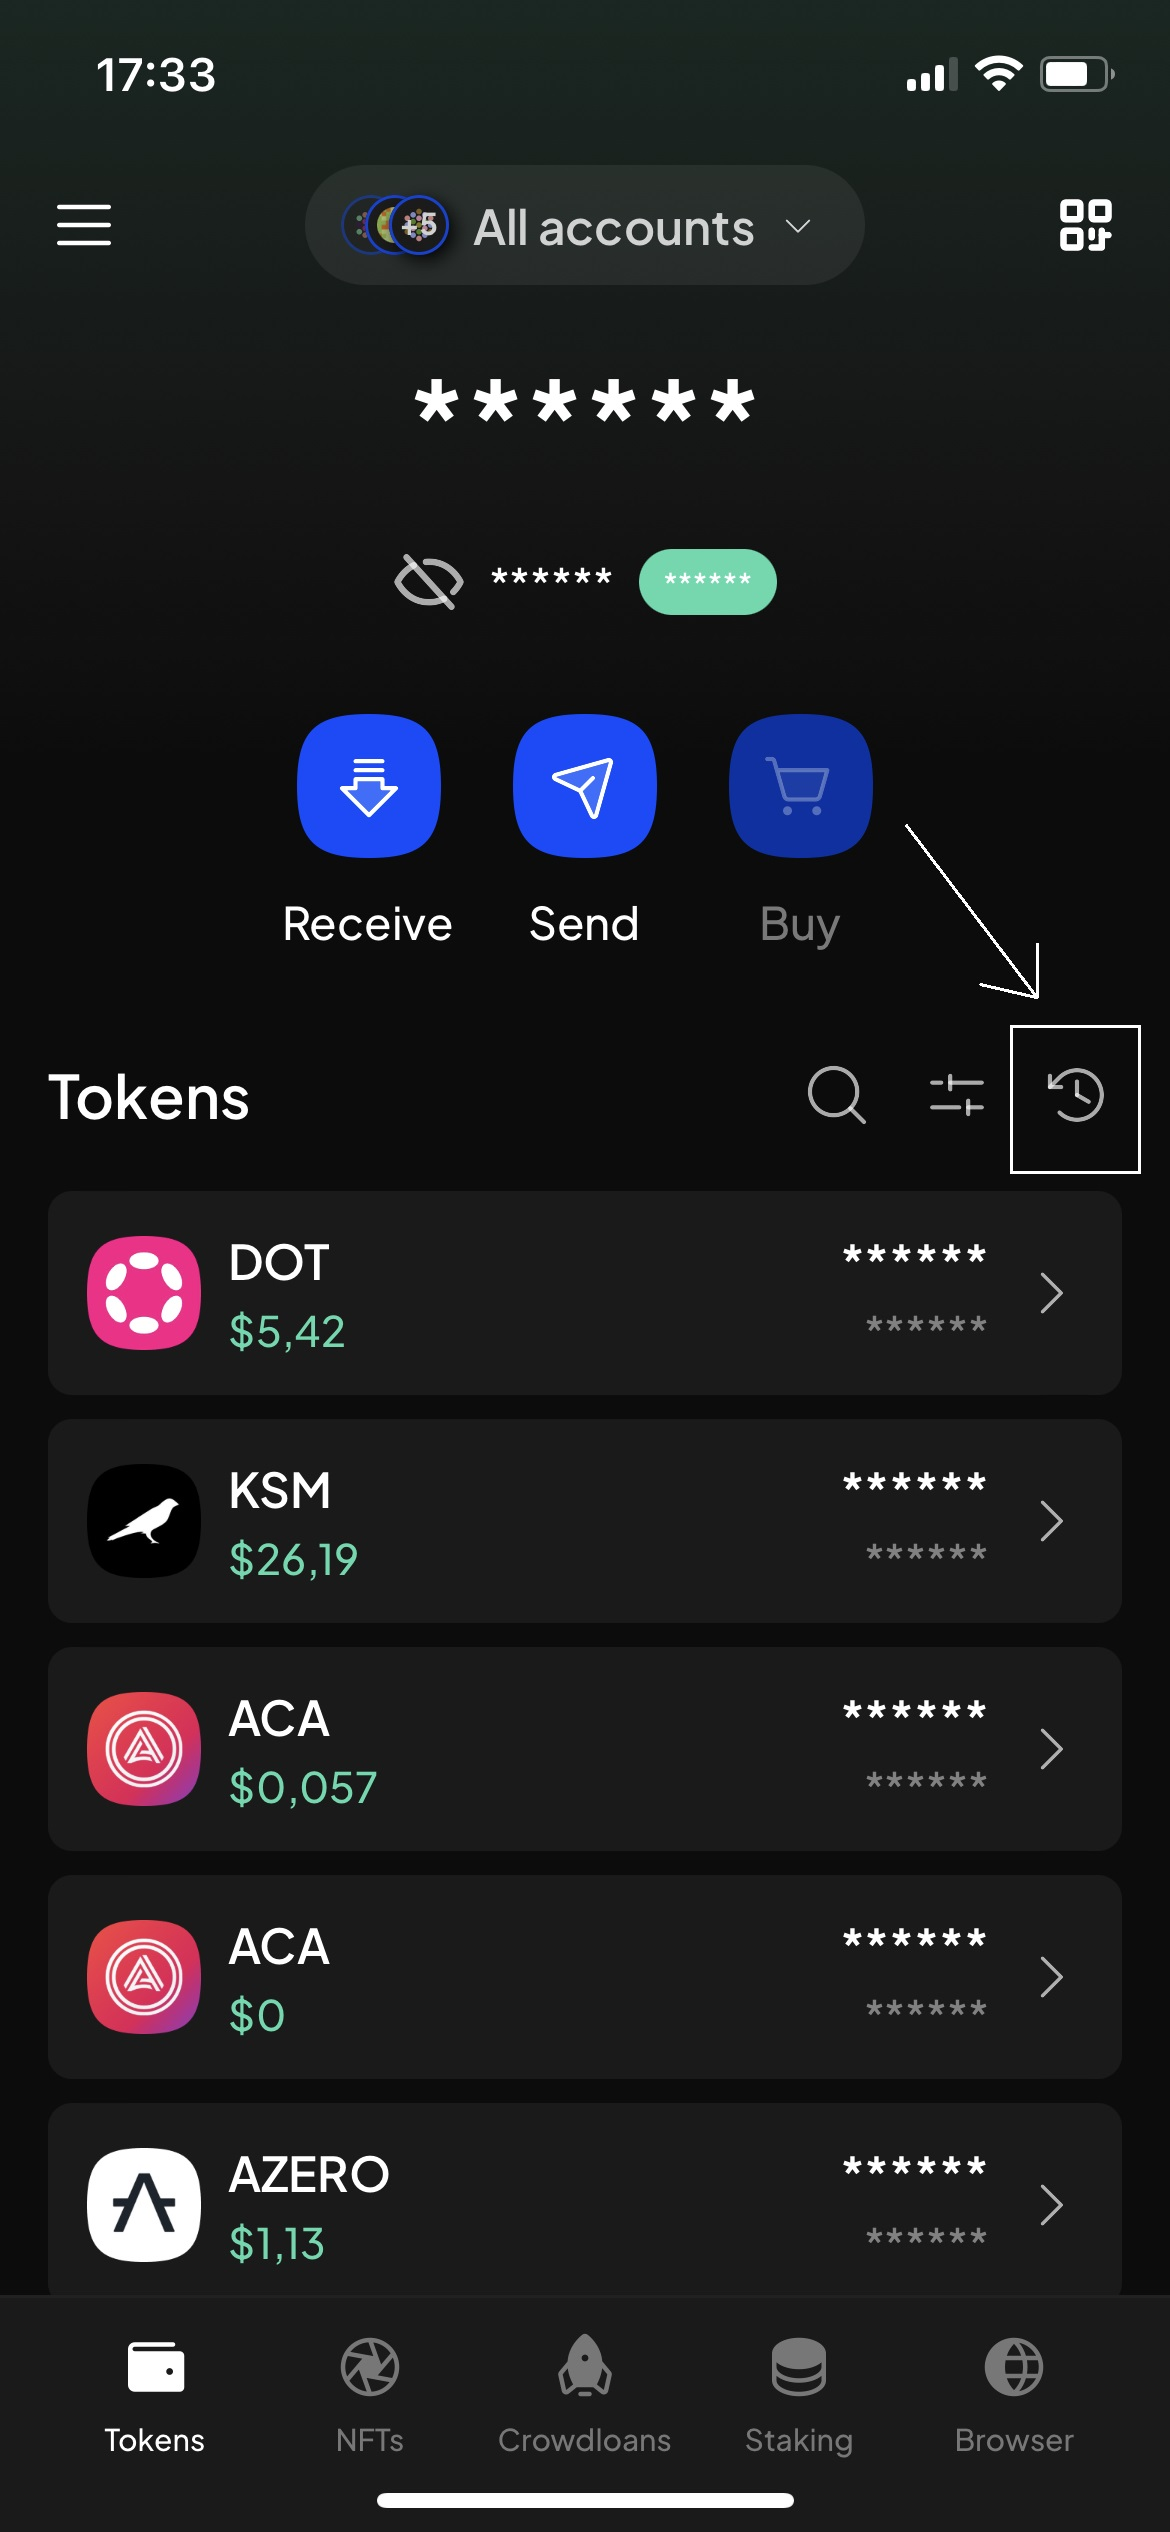 17:33
+5 All accounts
******
****** ******
Receive Send Buy
Tokens
DOT ******
$5,42 ******
KSM ******
$26,19 ******
ACA ******
$0,057 ******
ACA ******
$0 ******
AZERO ******
$1,13 ******
Tokens NFTs Crowdloans Staking Browser